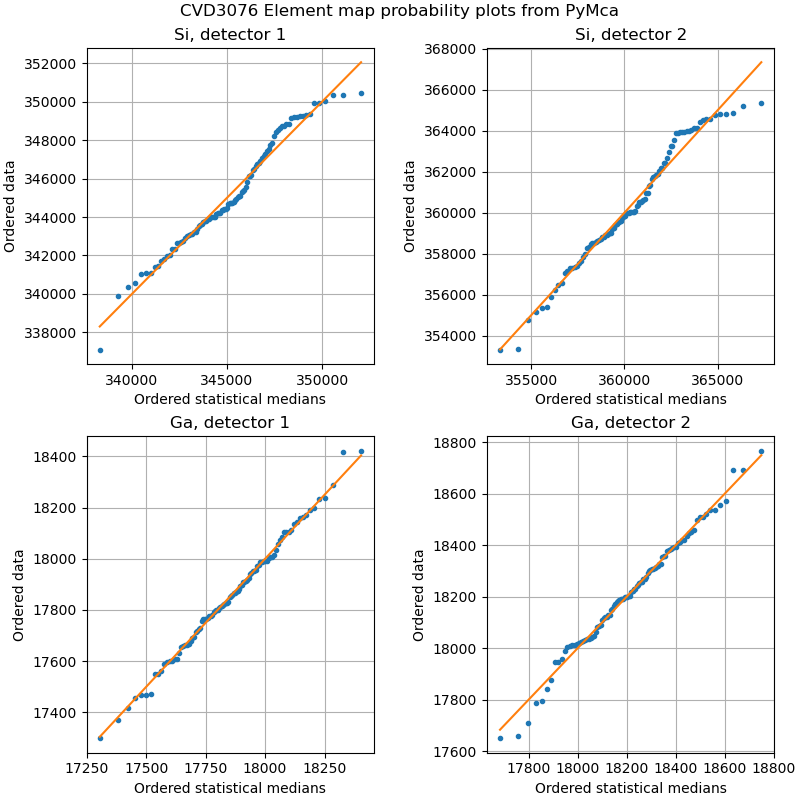 CVD3076 Element map probability plots from PyMca
Si, detector 1
352000
350000
348000
346000
344000
342000
340000
338000
Ordered data
340000 345000 350000
Ordered statistical medians
Si, detector 2
368000
366000
364000
362000
360000
358000
356000
354000
Ordered data
355000 360000 365000
Ordered statistical medians
Ga, detector 1
18400
18200
18000
17800
17600
17400
Ordered data
17250 17500 17750 18000 18250
Ordered statistical medians
Ga, detector 2
18800
18600
18400
18200
18000
17800
17600
Ordered data
17800 18000 18200 18400 18600 18800
Ordered statistical medians